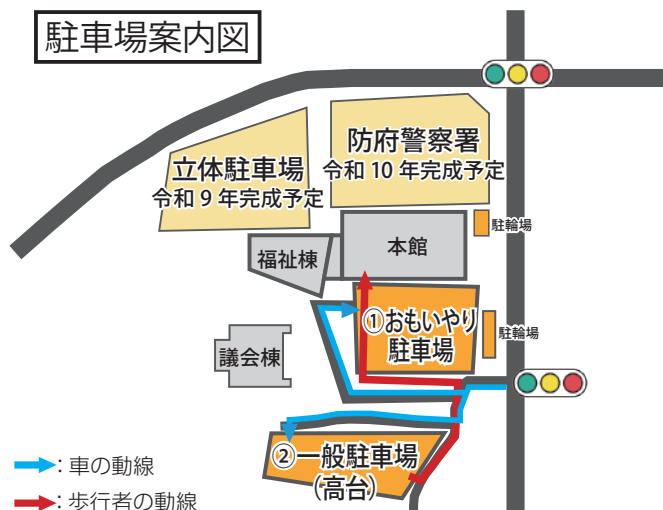 駐車場案内図
防府警察署
令和10年完成予定
立体駐車場
令和9年完成予定
駐輪場
本館
福祉棟
①おもいやり
駐車場
駐輪場
議会棟
②一般駐車場
(高台)
:車の動線
:歩行者の動線